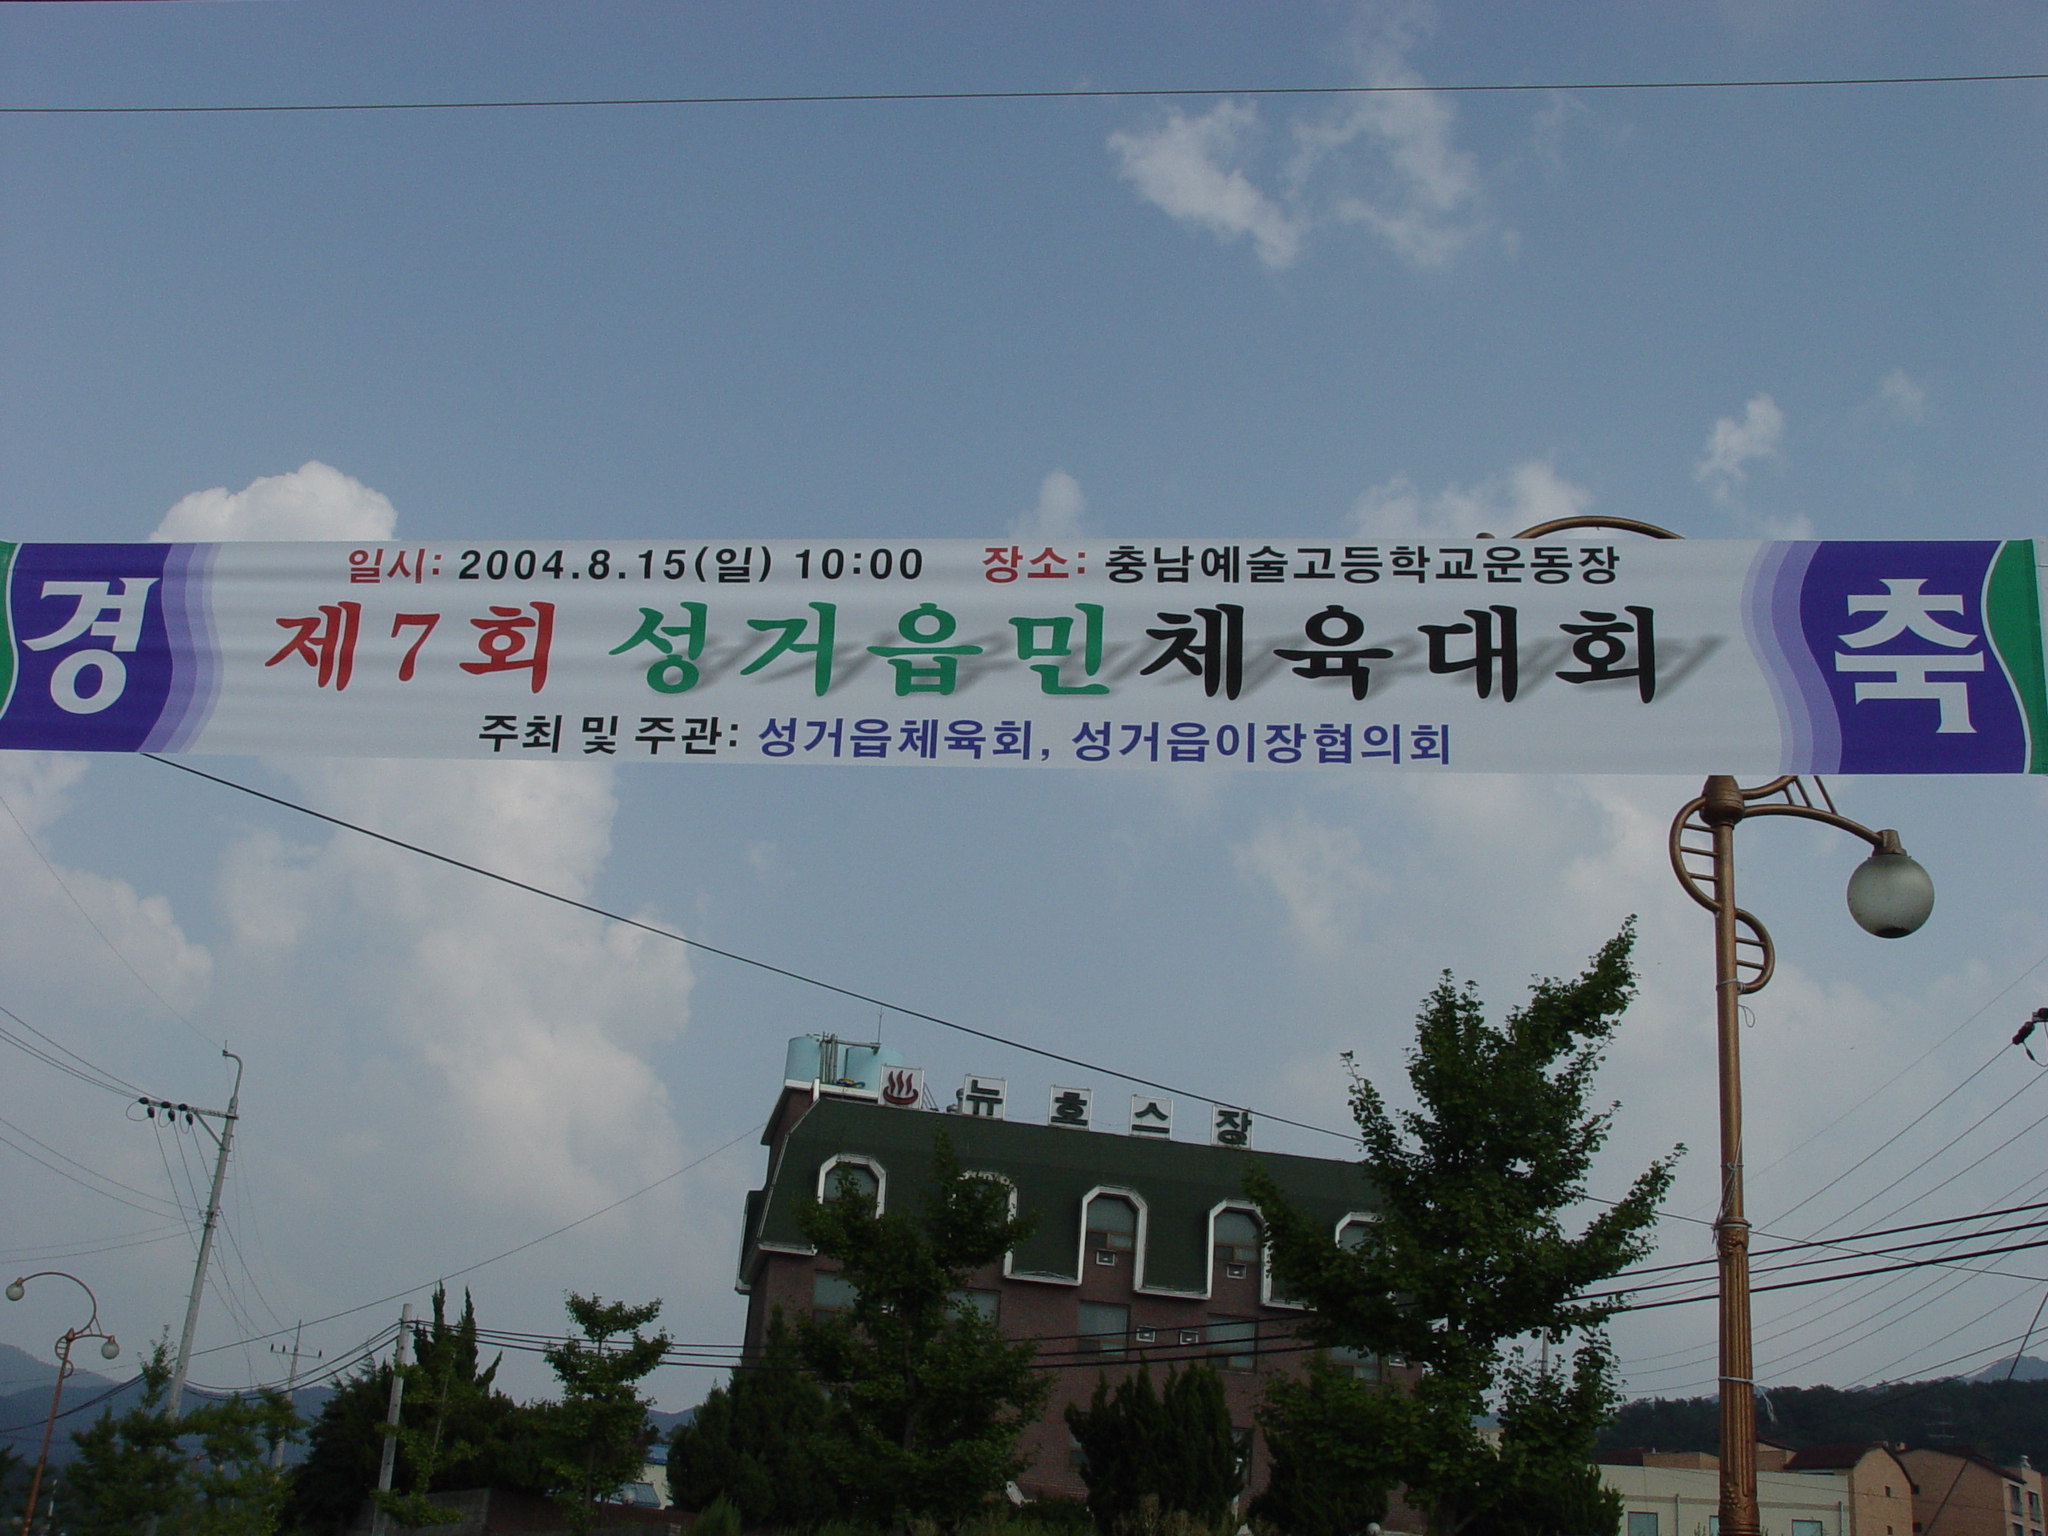 경 축
일시: 2004.8.15(일) 10:00 장소: 충남예술고등학교운동장
제7회 성거읍민체육대회
주최 및 주관: 성거읍체육회, 성거읍이장협의회
뉴호스장